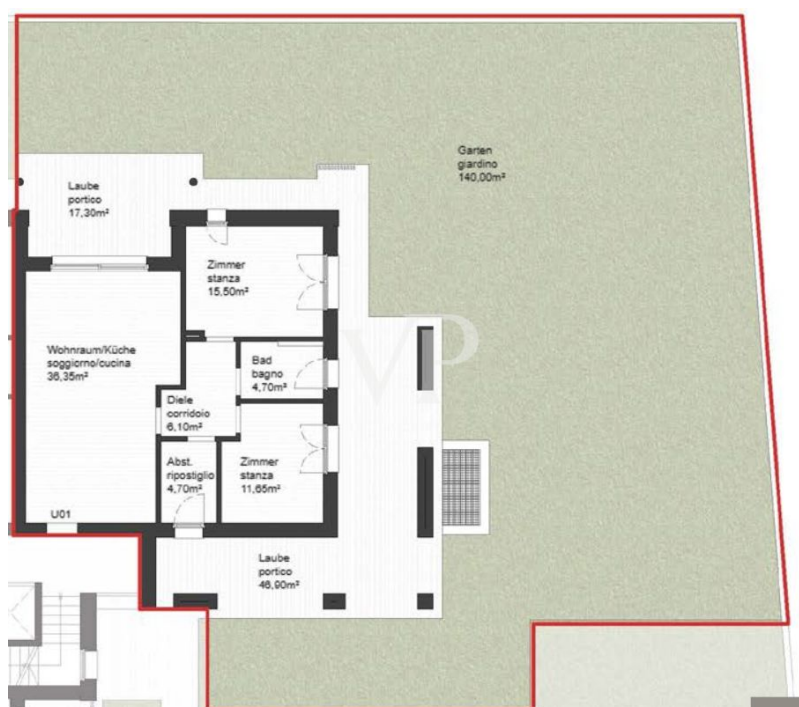 Garten
giardino
140,00m²
Laube
portico
17,30m²
Zimmer
stanza
15,50m²
Wohnraum/Küche
soggiorno/cucina
36,35m²
Bad
bagno
4,70m²
Diele
corridoio
6,10m²
Abst.
ripostiglio
4,70m²
Zimmer
stanza
11,65m²
U01
Laube
portico
46,90m²
VP